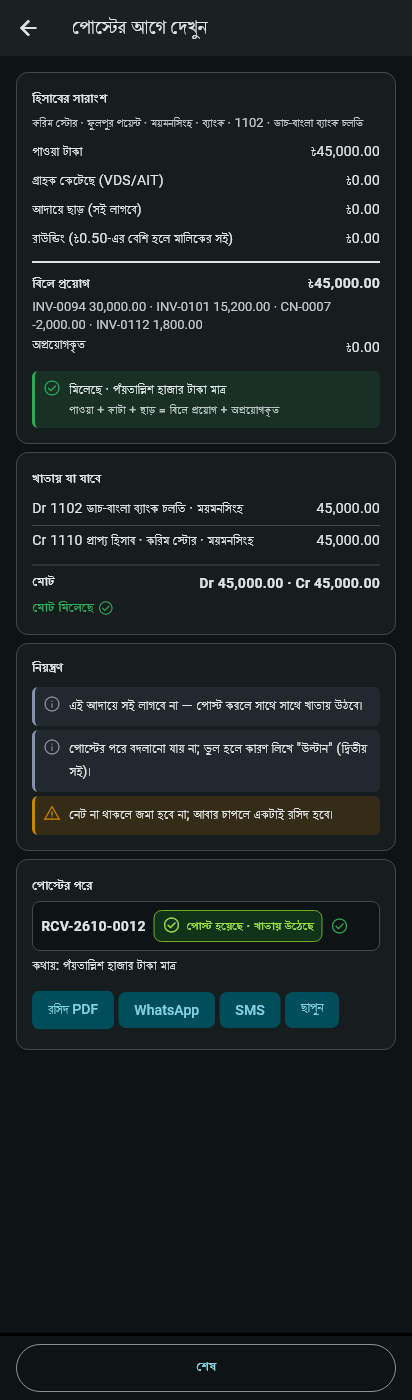 পোস্টের আগে দেখুন
হিসাবের সারাংশ
করিম স্টোর · ফুলপুর পয়েন্ট · ময়মনসিংহ · ব্যাংক · 1102 · ডাচ-বাংলা ব্যাংক চলতি
পাওয়া টাকা ৳45,000.00
গ্রাহক কেটেছে (VDS/AIT) ৳0.00
আদায়ে ছাড় (সই লাগবে) ৳0.00
রাউন্ডিং (৳0.50-এর বেশি হলে মালিকের সই) ৳0.00
বিলে প্রয়োগ ৳45,000.00
INV-0094 30,000.00 · INV-0101 15,200.00 · CN-0007
-2,000.00 · INV-0112 1,800.00
অপ্রয়োগকৃত ৳0.00
মিলেছে · পঁয়তাল্লিশ হাজার টাকা মাত্র
পাওয়া + কাটা + ছাড় = বিলে প্রয়োগ + অপ্রয়োগকৃত
খাতায় যা যাবে
Dr 1102 ডাচ-বাংলা ব্যাংক চলতি · ময়মনসিংহ 45,000.00
Cr 1110 প্রাপ্য হিসাব · করিম স্টোর · ময়মনসিংহ 45,000.00
মোট Dr 45,000.00 · Cr 45,000.00
মোট মিলেছে
নিয়ন্ত্রণ
এই আদায়ে সই লাগবে না — পোস্ট করলে সাথে সাথে খাতায় উঠবে।
পোস্টের পরে বদলানো যায় না; ভুল হলে কারণ লিখে "উল্টান" (দ্বিতীয়
সই)।
নেট না থাকলে জমা হবে না; আবার চাপলে একটাই রসিদ হবে।
পোস্টের পরে
RCV-2610-0012 পোস্ট হয়েছে · খাতায় উঠেছে
কথায়: পঁয়তাল্লিশ হাজার টাকা মাত্র
রসিদ PDF WhatsApp SMS ছাপুন
শেষ